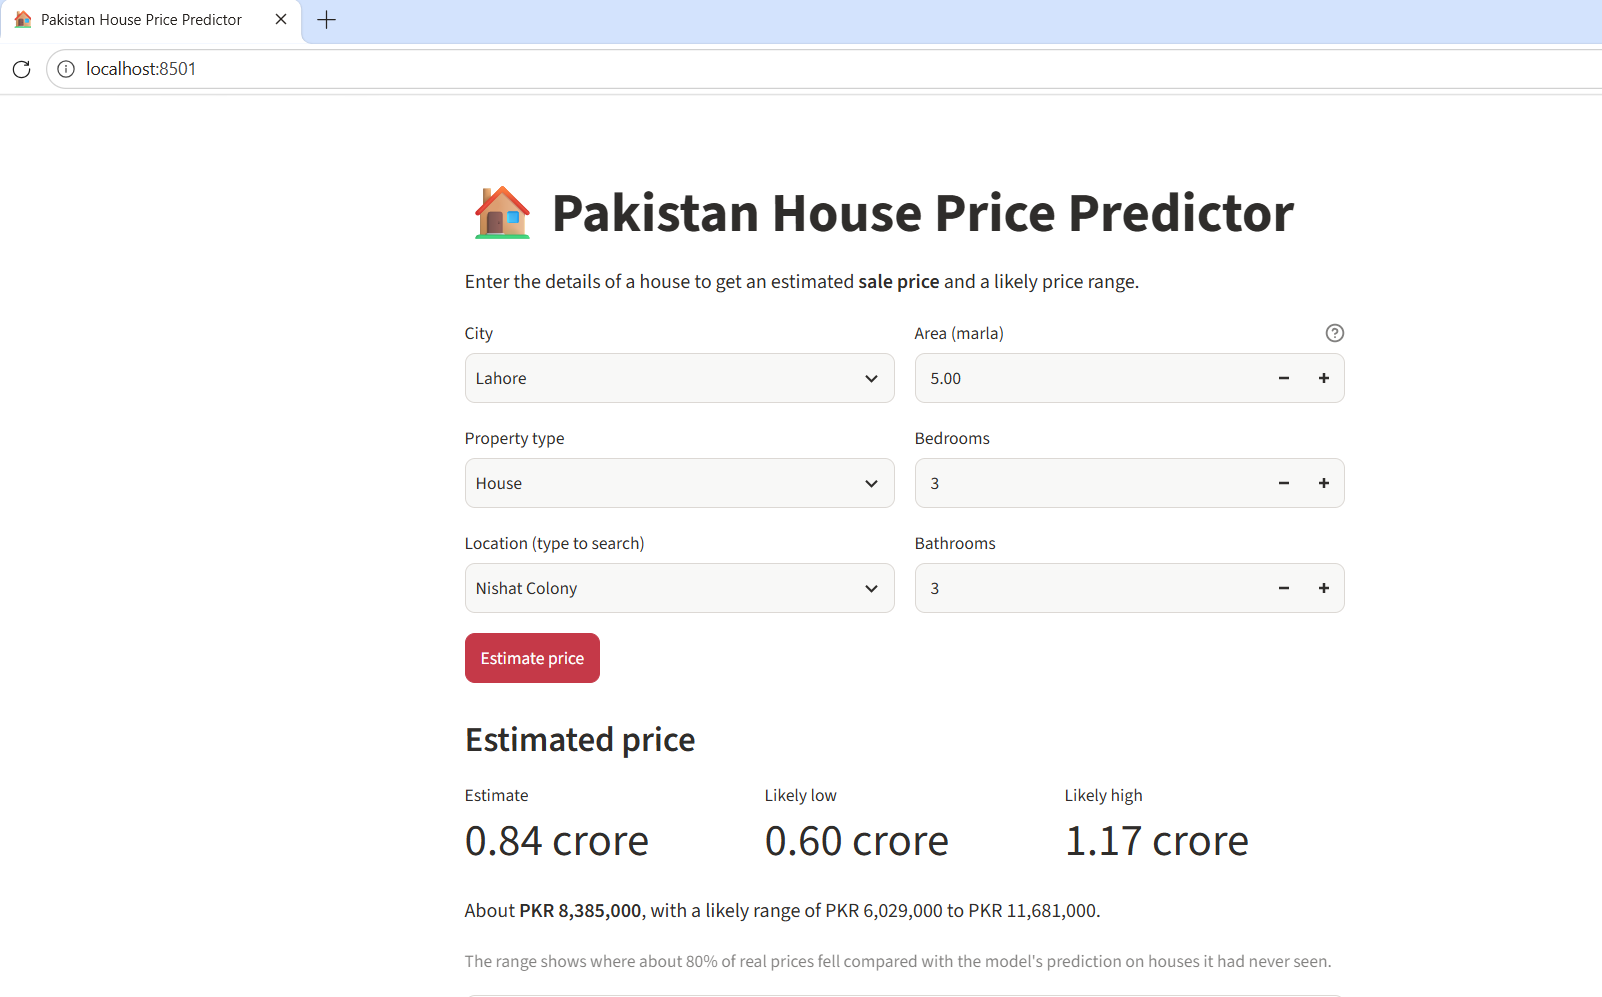 Pakistan House Price Predictor
localhost:8501
Pakistan House Price Predictor
Enter the details of a house to get an estimated sale price and a likely price range.
City
Area (marla)
Lahore
5.00
Property type
Bedrooms
House
3
Location (type to search)
Bathrooms
Nishat Colony
3
Estimate price
Estimated price
Estimate
Likely low
Likely high
0.84 crore
0.60 crore
1.17 crore
About PKR 8,385,000, with a likely range of PKR 6,029,000 to PKR 11,681,000.
The range shows where about 80% of real prices fell compared with the model's prediction on houses it had never seen.